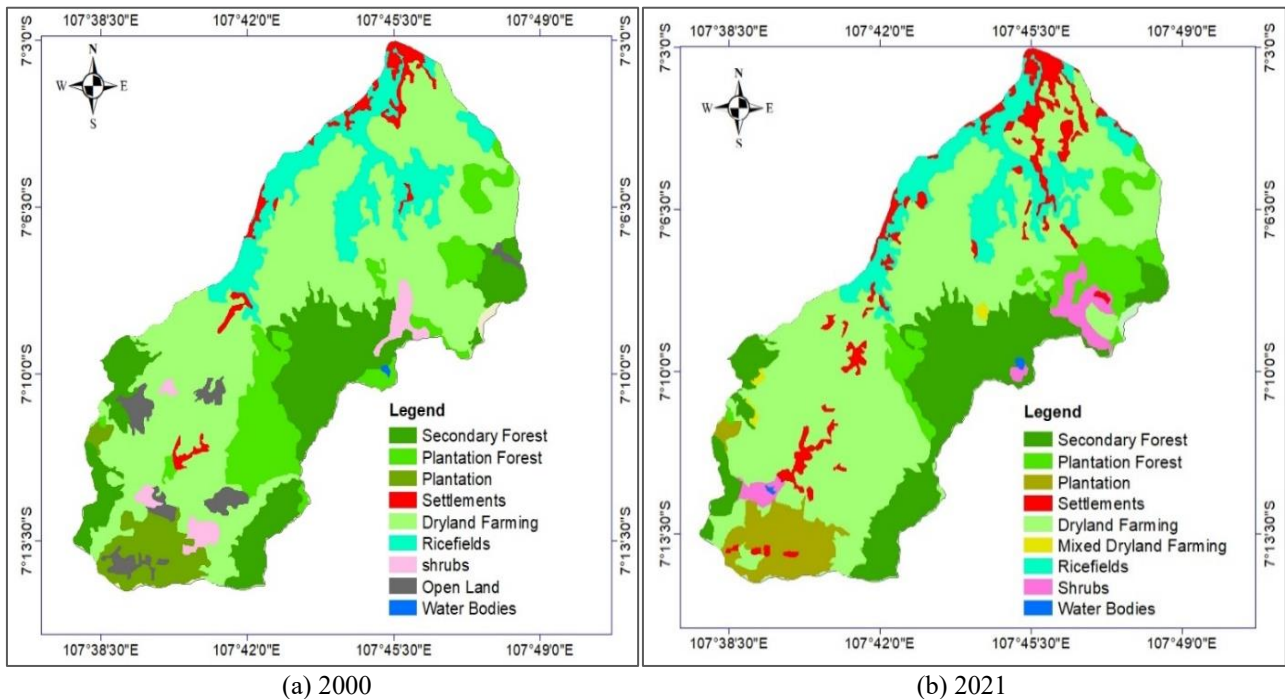 107°38'30"E 107°42'0"E 107°45'30"E 107°49'0"E
7°3'0"S
7°6'30"S
7°10'0"S
7°13'30"S
N
W E
S
Legend
Secondary Forest
Plantation Forest
Plantation
Settlements
Dryland Farming
Ricefields
shrubs
Open Land
Water Bodies
7°3'0"S
7°6'30"S
7°10'0"S
7°13'30"S
107°38'30"E 107°42'0"E 107°45'30"E 107°49'0"E
(a) 2000
107°38'30"E 107°42'0"E 107°45'30"E 107°49'0"E
7°3'0"S
7°6'30"S
7°10'0"S
7°13'30"S
N
W E
S
Legend
Secondary Forest
Plantation Forest
Plantation
Settlements
Dryland Farming
Mixed Dryland Farming
Ricefields
Shrubs
Water Bodies
7°3'0"S
7°6'30"S
7°10'0"S
7°13'30"S
107°38'30"E 107°42'0"E 107°45'30"E 107°49'0"E
(b) 2021